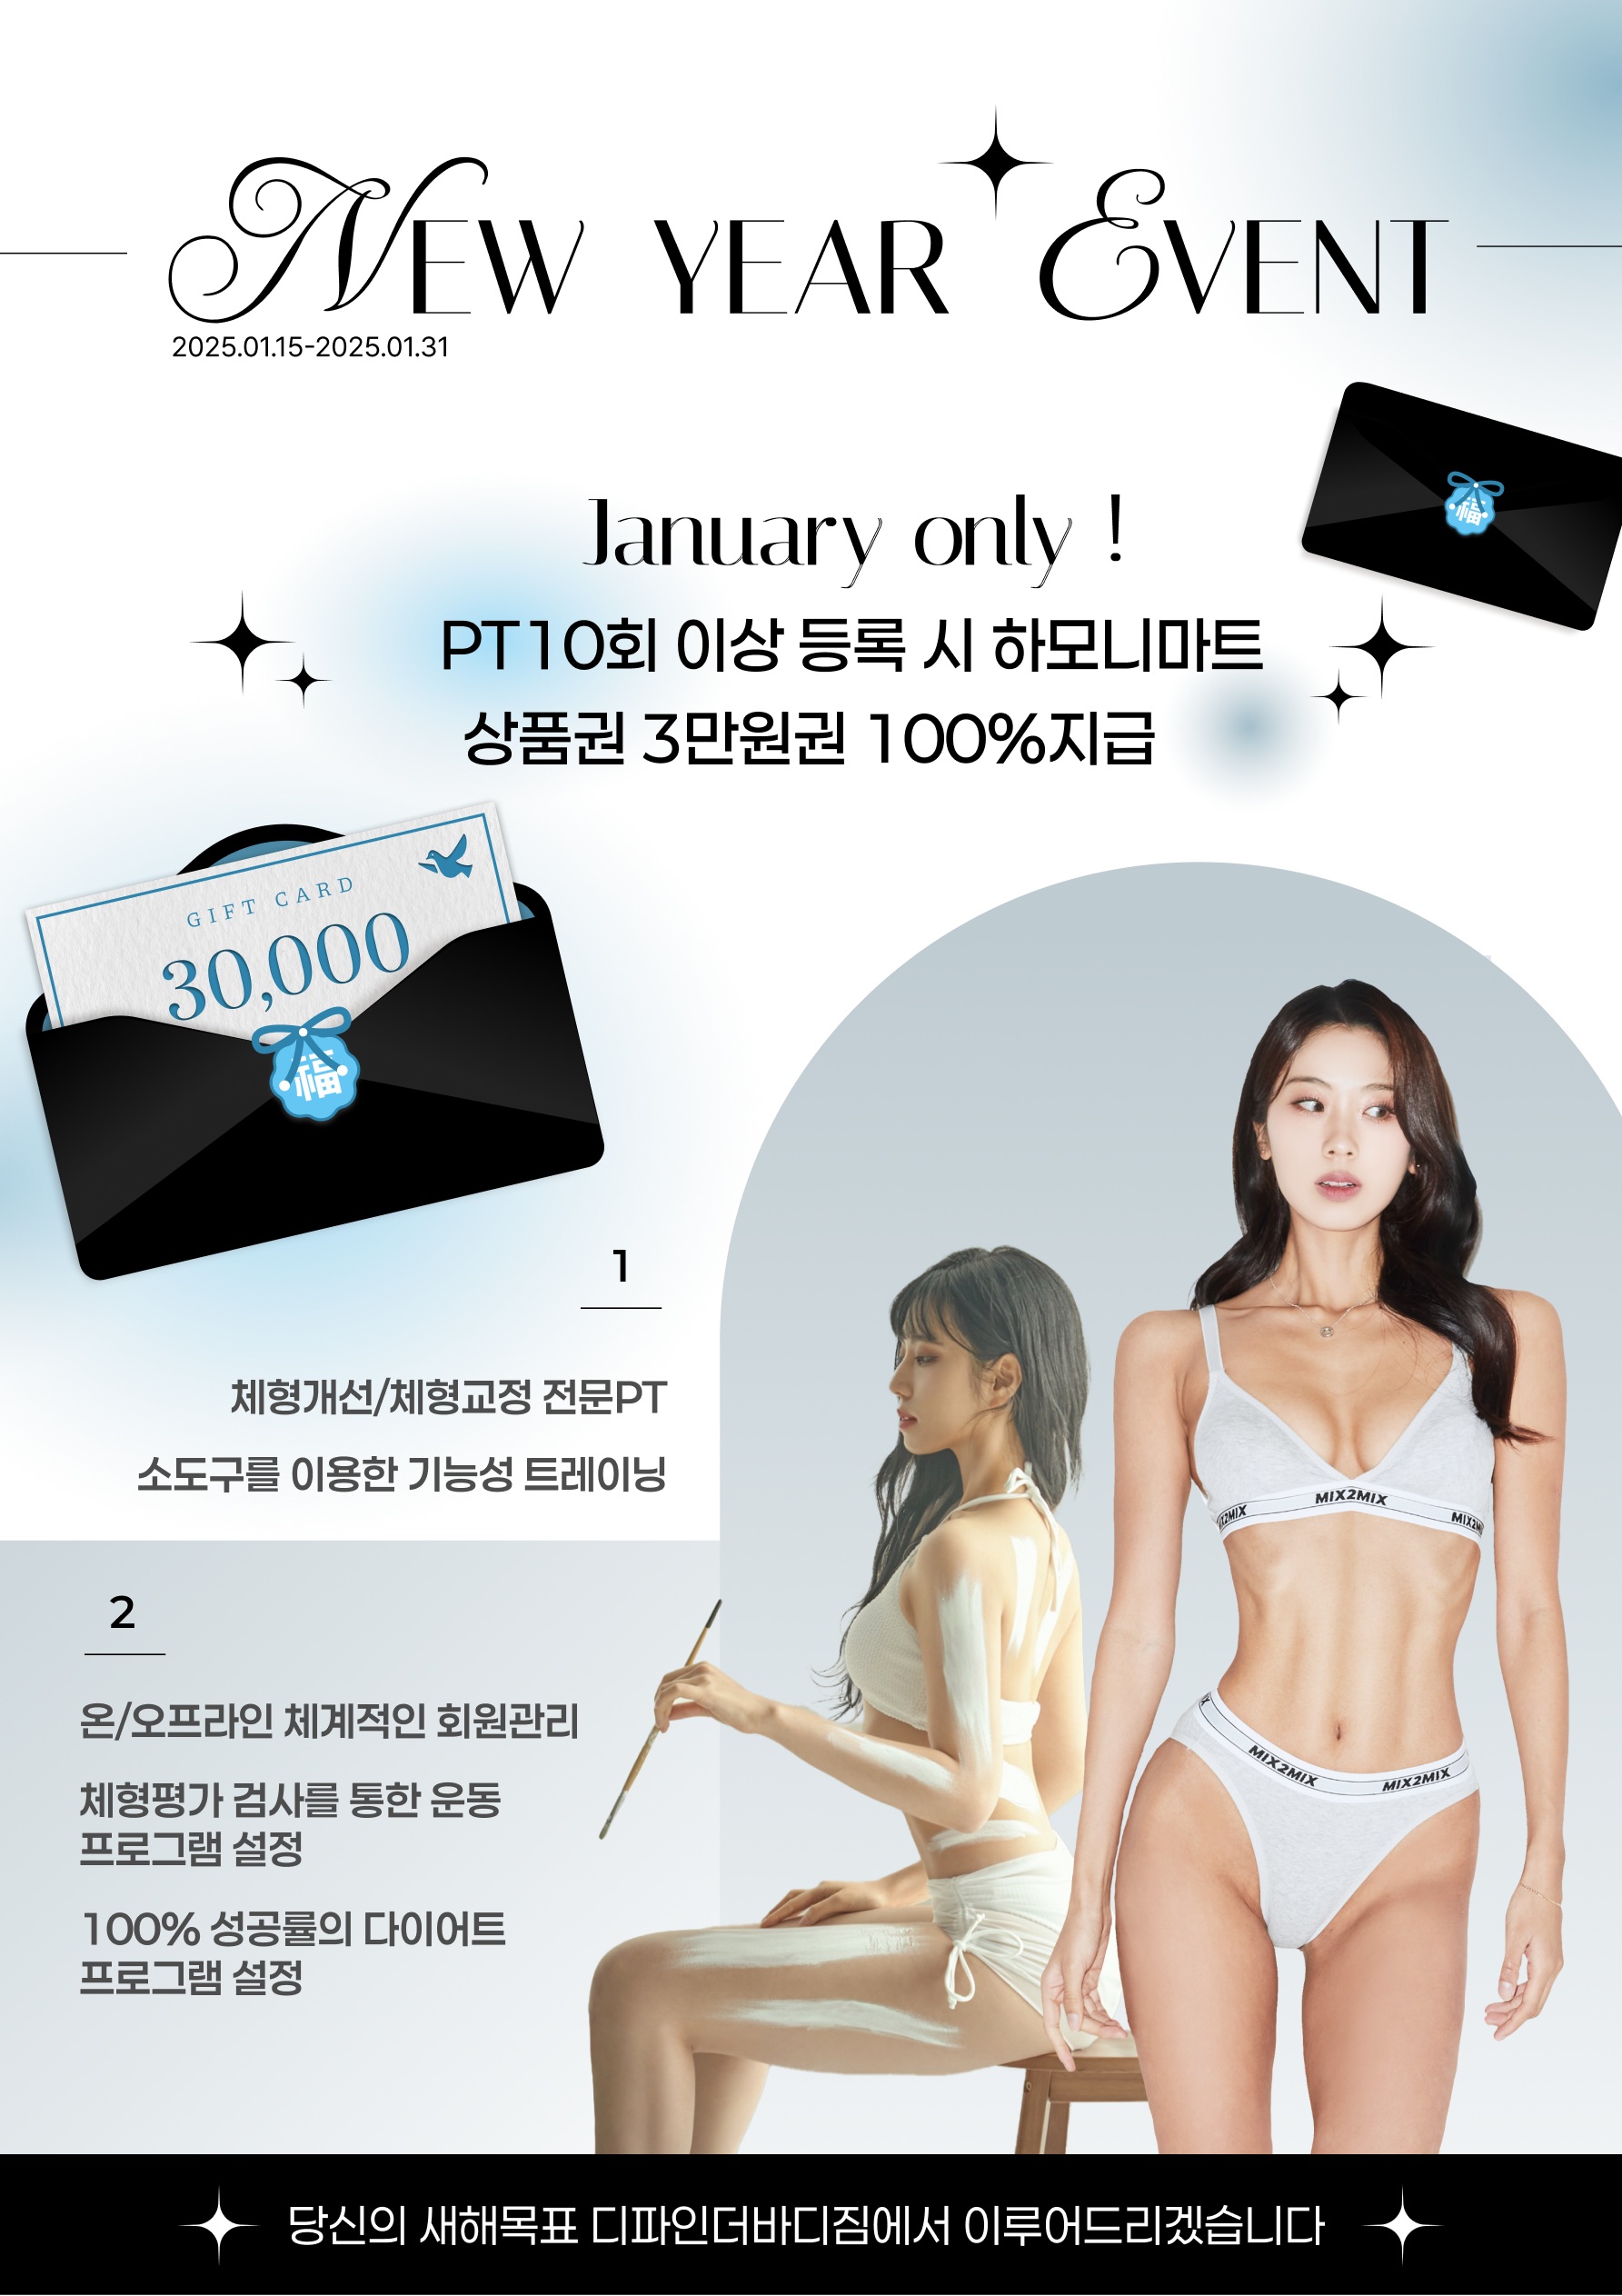 NEW YEAR EVENT
2025.01.15-2025.01.31
福
January only !
PT10회 이상 등록 시 하모니마트
상품권 3만원권 100%지급
GIFT CARD
30,000
福
1
체형개선/체형교정 전문PT
소도구를 이용한 기능성 트레이닝
MIX2MIX
MIX2MIX
MIX2MIX
2
온/오프라인 체계적인 회원관리
체형평가 검사를 통한 운동
프로그램 설정
100% 성공률의 다이어트
프로그램 설정
MIX2MIX
MIX2MIX
당신의 새해목표 디파인더바디짐에서 이루어드리겠습니다